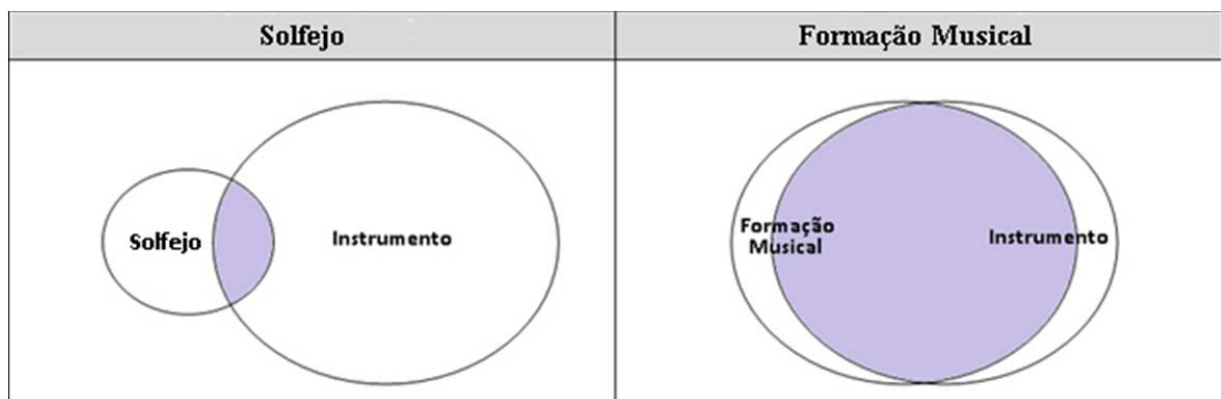 Solfejo
Formação Musical
Solfejo
Instrumento
Formação
Musical
Instrumento